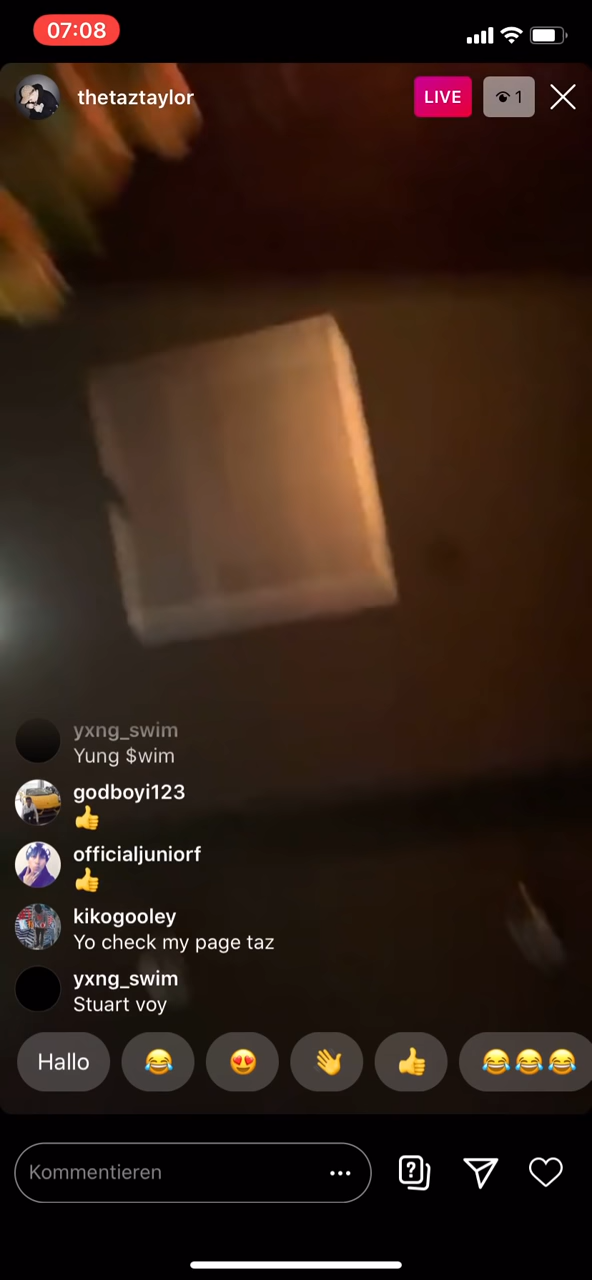 07:08
thetaztaylor
LIVE
1
yxng_swim
Yung $wim
godboyi123
👍
officialjuniorf
👍
kikogooley
Yo check my page taz
yxng_swim
Stuart voy
Hallo 😂 😍 👋 👍 😂😂😂
Kommentieren